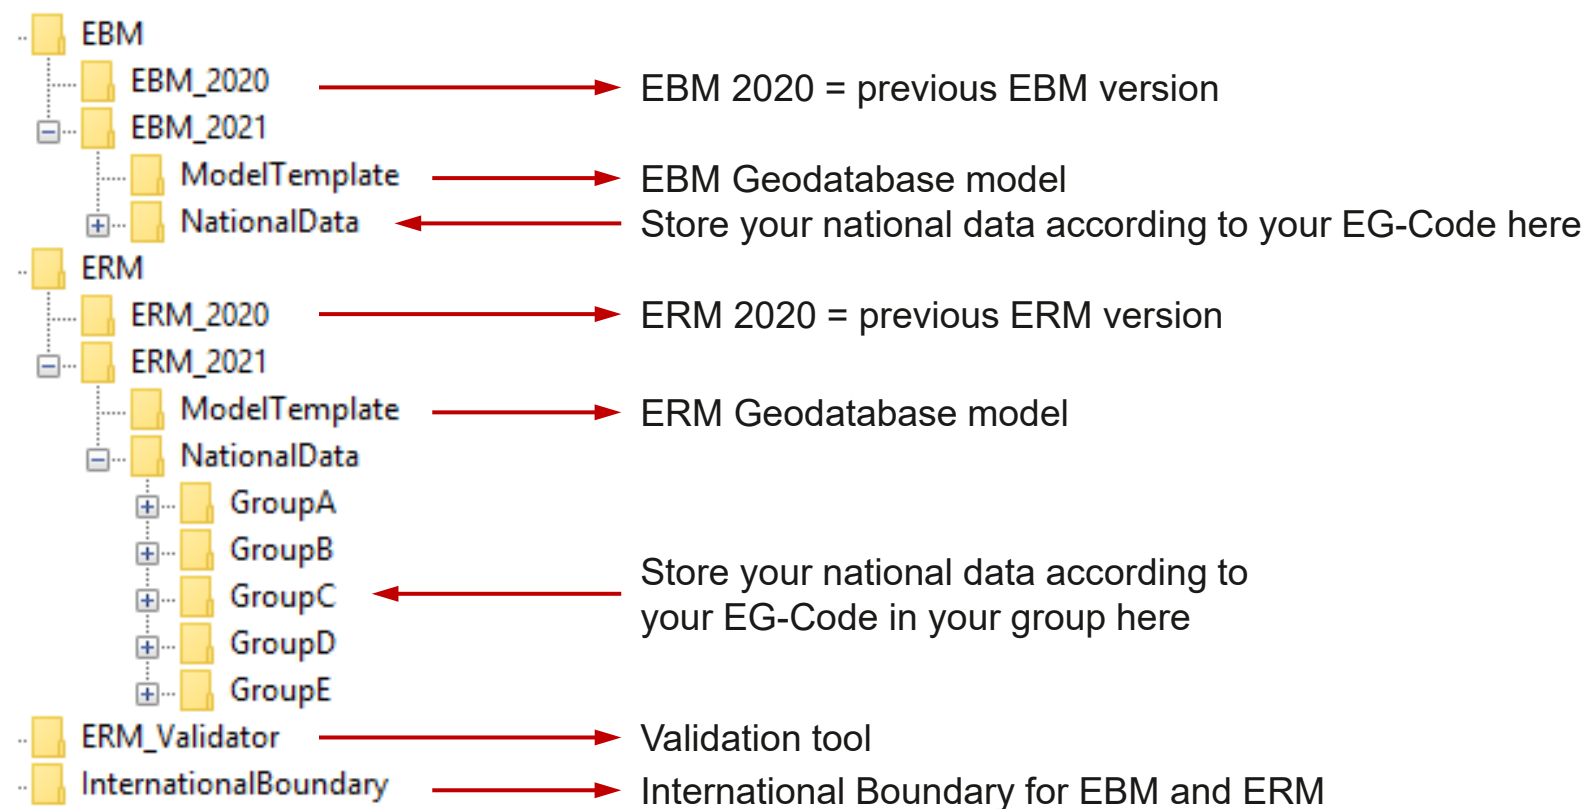 EBM
EBM_2020
EBM 2020 = previous EBM version
EBM_2021
ModelTemplate
EBM Geodatabase model
NationalData
Store your national data according to your EG-Code here
ERM
ERM_2020
ERM 2020 = previous ERM version
ERM_2021
ModelTemplate
ERM Geodatabase model
NationalData
GroupA
GroupB
GroupC
Store your national data according to
your EG-Code in your group here
GroupD
GroupE
ERM_Validator
Validation tool
InternationalBoundary
International Boundary for EBM and ERM